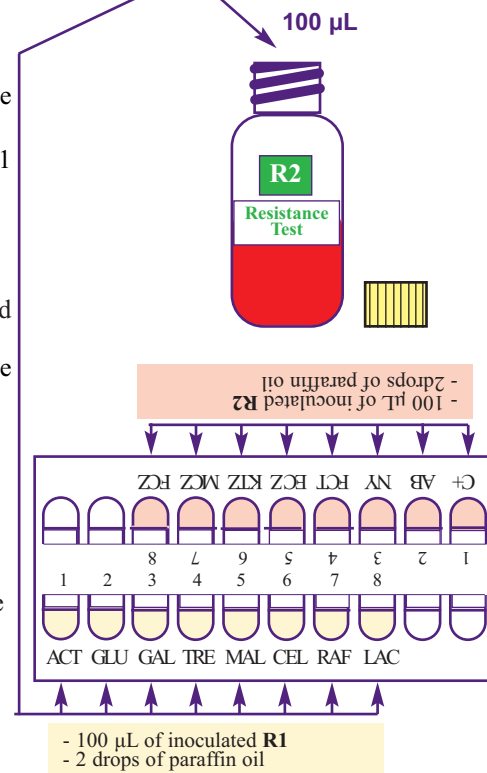 100 µL
e
R2
Resistance
Test
d
e
- 100 µL of inoculated R2
- 2drops of paraffin oil
C+ AB NY FCT ECZ KTZ MCZ FCZ
1 2 3 4 5 6 7 8
1 2 3 4 5 6 7 8
e
ACT GLU GAL TRE MAL CEL RAF LAC
- 100 µL of inoculated R1
- 2 drops of paraffin oil